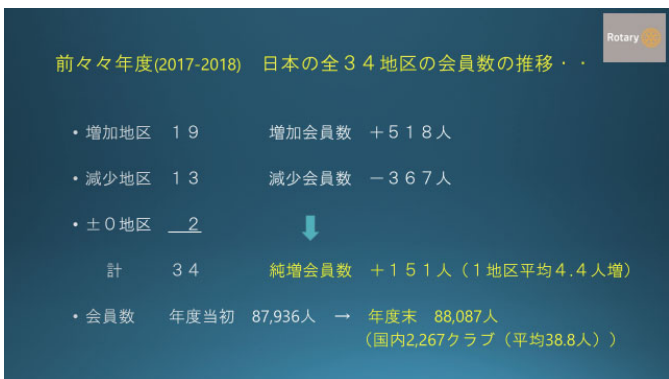 Rotary
前々々年度(2017-2018) 日本の全３４地区の会員数の推移・・
・増加地区 １９ 増加会員数 ＋５１８人
・減少地区 １３ 減少会員数 －３６７人
・±０地区 ２
計 ３４ 純増会員数 ＋１５１人（１地区平均４.４人増）
・会員数 年度当初 87,936人 → 年度末 88,087人
（国内2,267クラブ（平均38.8人））